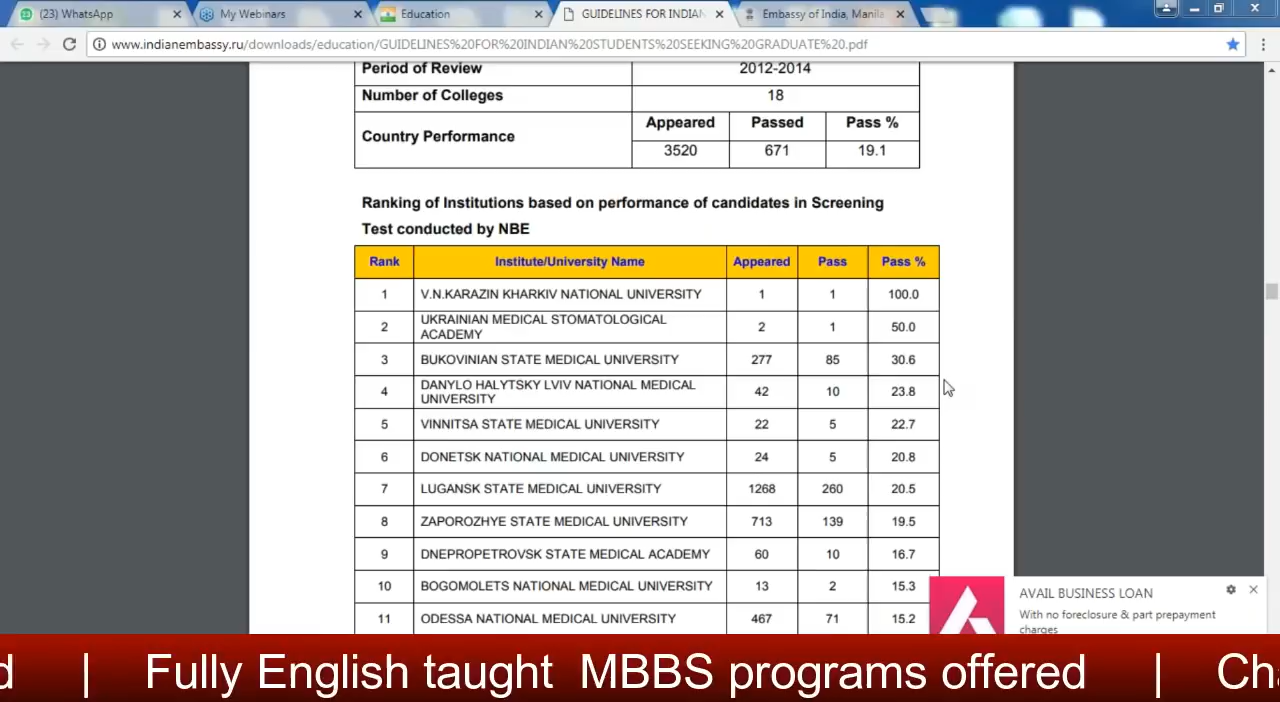 (23) WhatsApp
My Webinars
Education
GUIDELINES FOR INDIAN
Embassy of India, Manila
www.indianembassy.ru/downloads/education/GUIDELINES%20FOR%20INDIAN%20STUDENTS%20SEEKING%20GRADUATE%20.pdf
Period of Review 2012-2014
Number of Colleges 18
Country Performance Appeared Passed Pass %
3520 671 19.1
Ranking of Institutions based on performance of candidates in Screening
Test conducted by NBE
Rank Institute/University Name Appeared Pass Pass %
1 V.N.KARAZIN KHARKIV NATIONAL UNIVERSITY 1 1 100.0
2 UKRAINIAN MEDICAL STOMATOLOGICAL
ACADEMY 2 1 50.0
3 BUKOVINIAN STATE MEDICAL UNIVERSITY 277 85 30.6
4 DANYLO HALYTSKY LVIV NATIONAL MEDICAL
UNIVERSITY 42 10 23.8
5 VINNITSA STATE MEDICAL UNIVERSITY 22 5 22.7
6 DONETSK NATIONAL MEDICAL UNIVERSITY 24 5 20.8
7 LUGANSK STATE MEDICAL UNIVERSITY 1268 260 20.5
8 ZAPOROZHYE STATE MEDICAL UNIVERSITY 713 139 19.5
9 DNEPROPETROVSK STATE MEDICAL ACADEMY 60 10 16.7
10 BOGOMOLETS NATIONAL MEDICAL UNIVERSITY 13 2 15.3
11 ODESSA NATIONAL MEDICAL UNIVERSITY 467 71 15.2
AVAIL BUSINESS LOAN
With no foreclosure & part prepayment
charges
d | Fully English taught MBBS programs offered | Cha